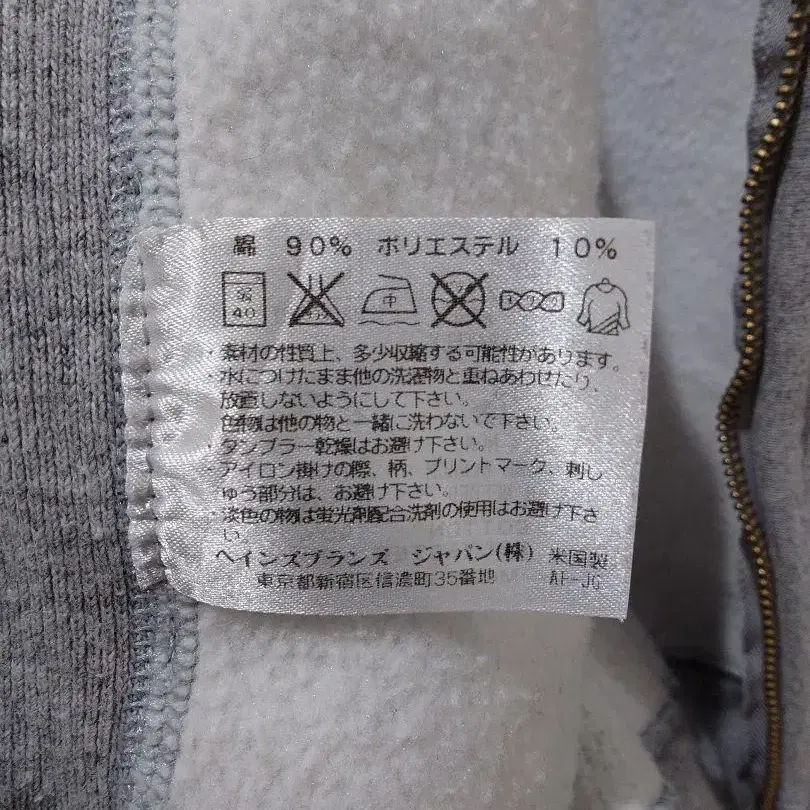 綿 90% ポリエステル 10%
40 中
・素材の性質上、多少収縮する可能性があります。
・水につけたまま他の洗濯物と重ねあわせたり、
放置しないようにして下さい。
色物は他の物と一緒に洗わないで下さい。
・タンブラー乾燥はお避け下さい。
・アイロン掛けの際、柄、プリントマーク、刺し
ゅう部分は、お避け下さい。
・淡色の物は蛍光剤配合洗剤の使用はお避け下さ
い。
ヘインズブランズ ジャパン(株) 米国製
東京都新宿区信濃町35番地 AF-JG